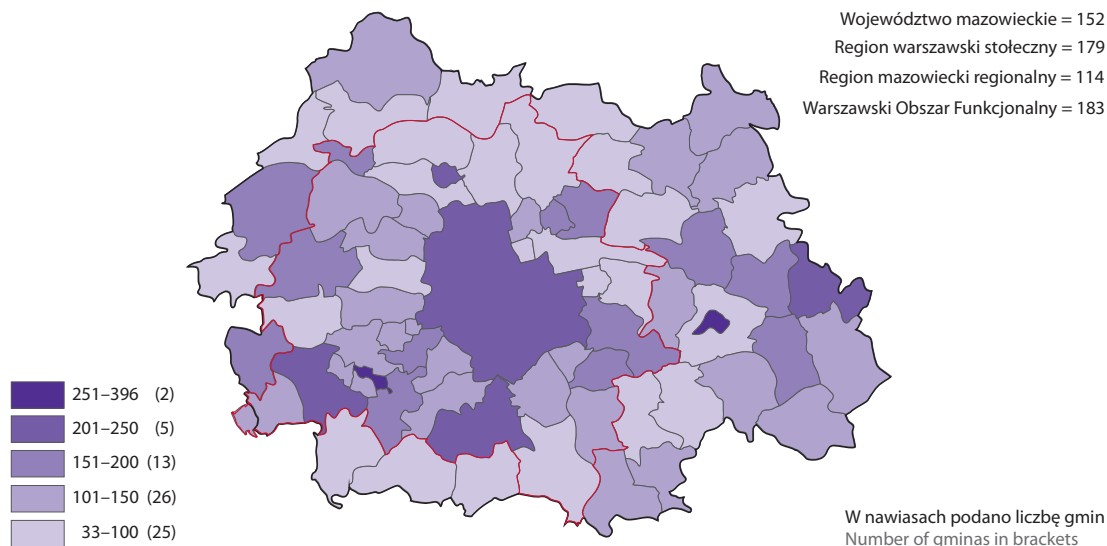 Województwo mazowieckie = 152
Region warszawski stołeczny = 179
Region mazowiecki regionalny = 114
Warszawski Obszar Funkcjonalny = 183
251–396 (2)
201–250 (5)
151–200 (13)
101–150 (26)
33–100 (25)
W nawiasach podano liczbę gmin
Number of gminas in brackets